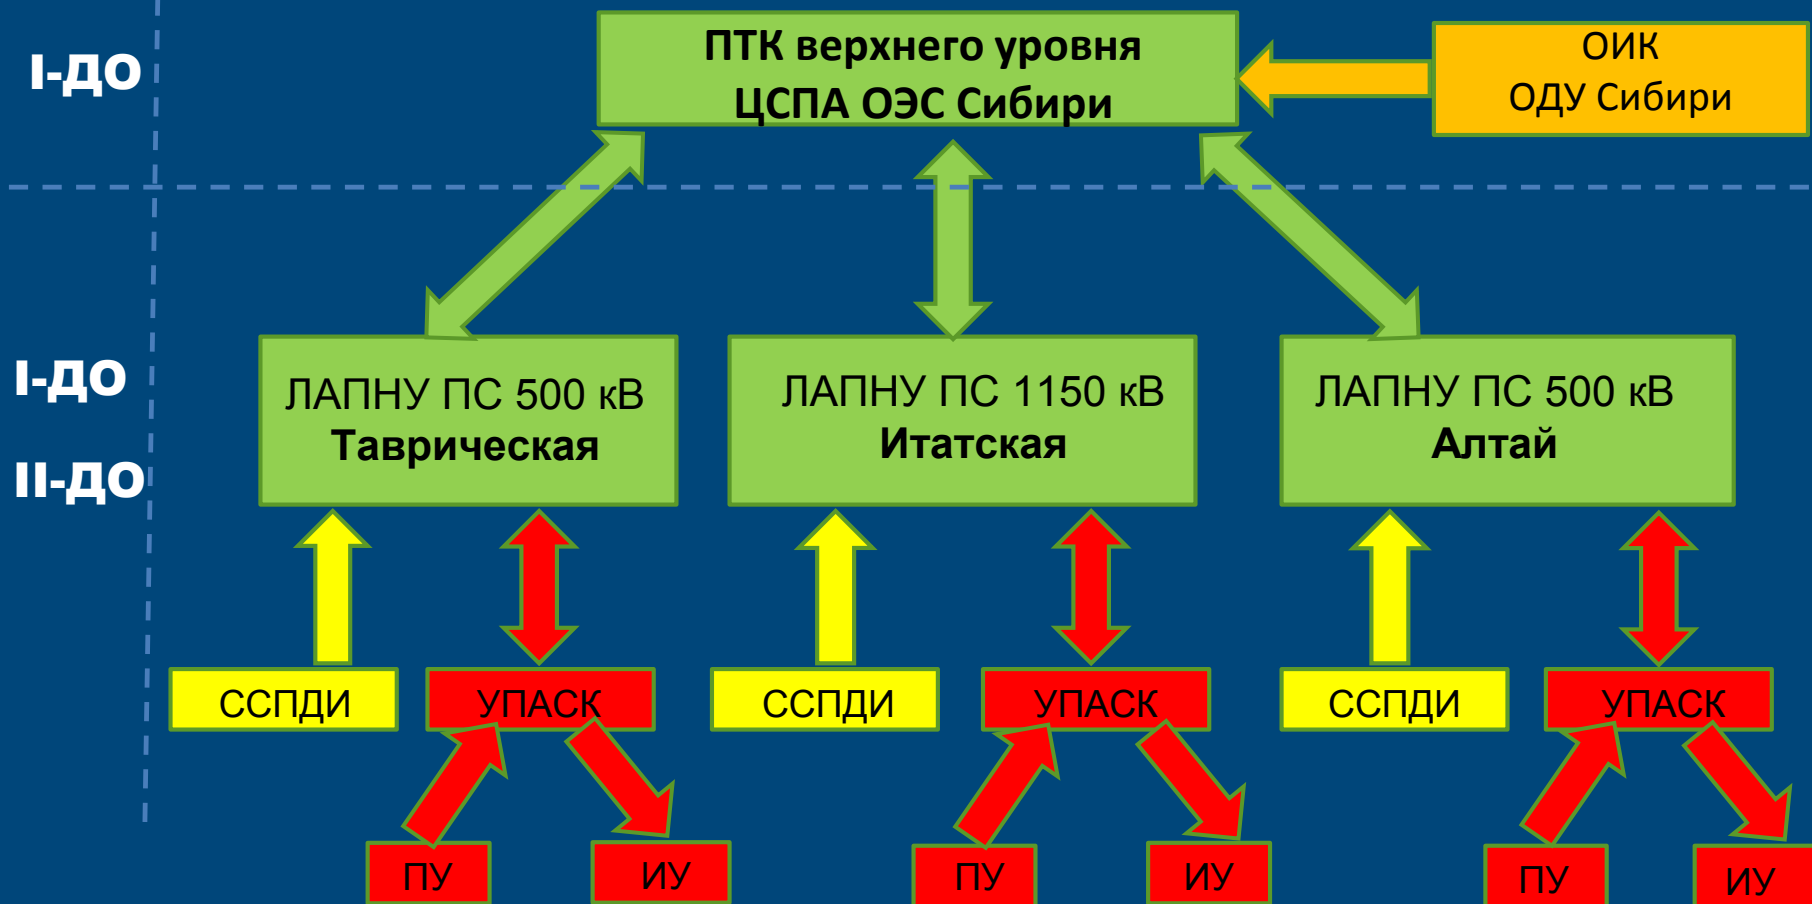 I-ДО
ПТК верхнего уровня
ЦСПА ОЭС Сибири
ОИК
ОДУ Сибири
I-ДО
II-ДО
ЛАПНУ ПС 500 кВ
Таврическая
ЛАПНУ ПС 1150 кВ
Итатская
ЛАПНУ ПС 500 кВ
Алтай
ССПДИ
УПАСК
ССПДИ
УПАСК
ССПДИ
УПАСК
ПУ
ИУ
ПУ
ИУ
ПУ
ИУ